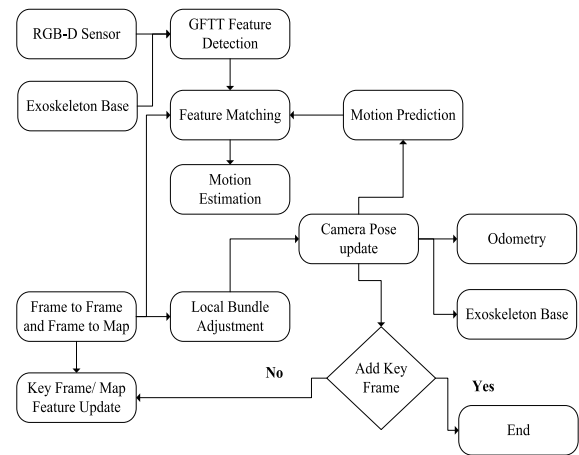 RGB-D Sensor
GFTT Feature
Detection
Exoskeleton Base
Feature Matching
Motion Prediction
Motion
Estimation
Camera Pose
update
Odometry
Frame to Frame
and Frame to Map
Local Bundle
Adjustment
Exoskeleton Base
Key Frame/ Map
Feature Update
No
Add Key
Frame
Yes
End